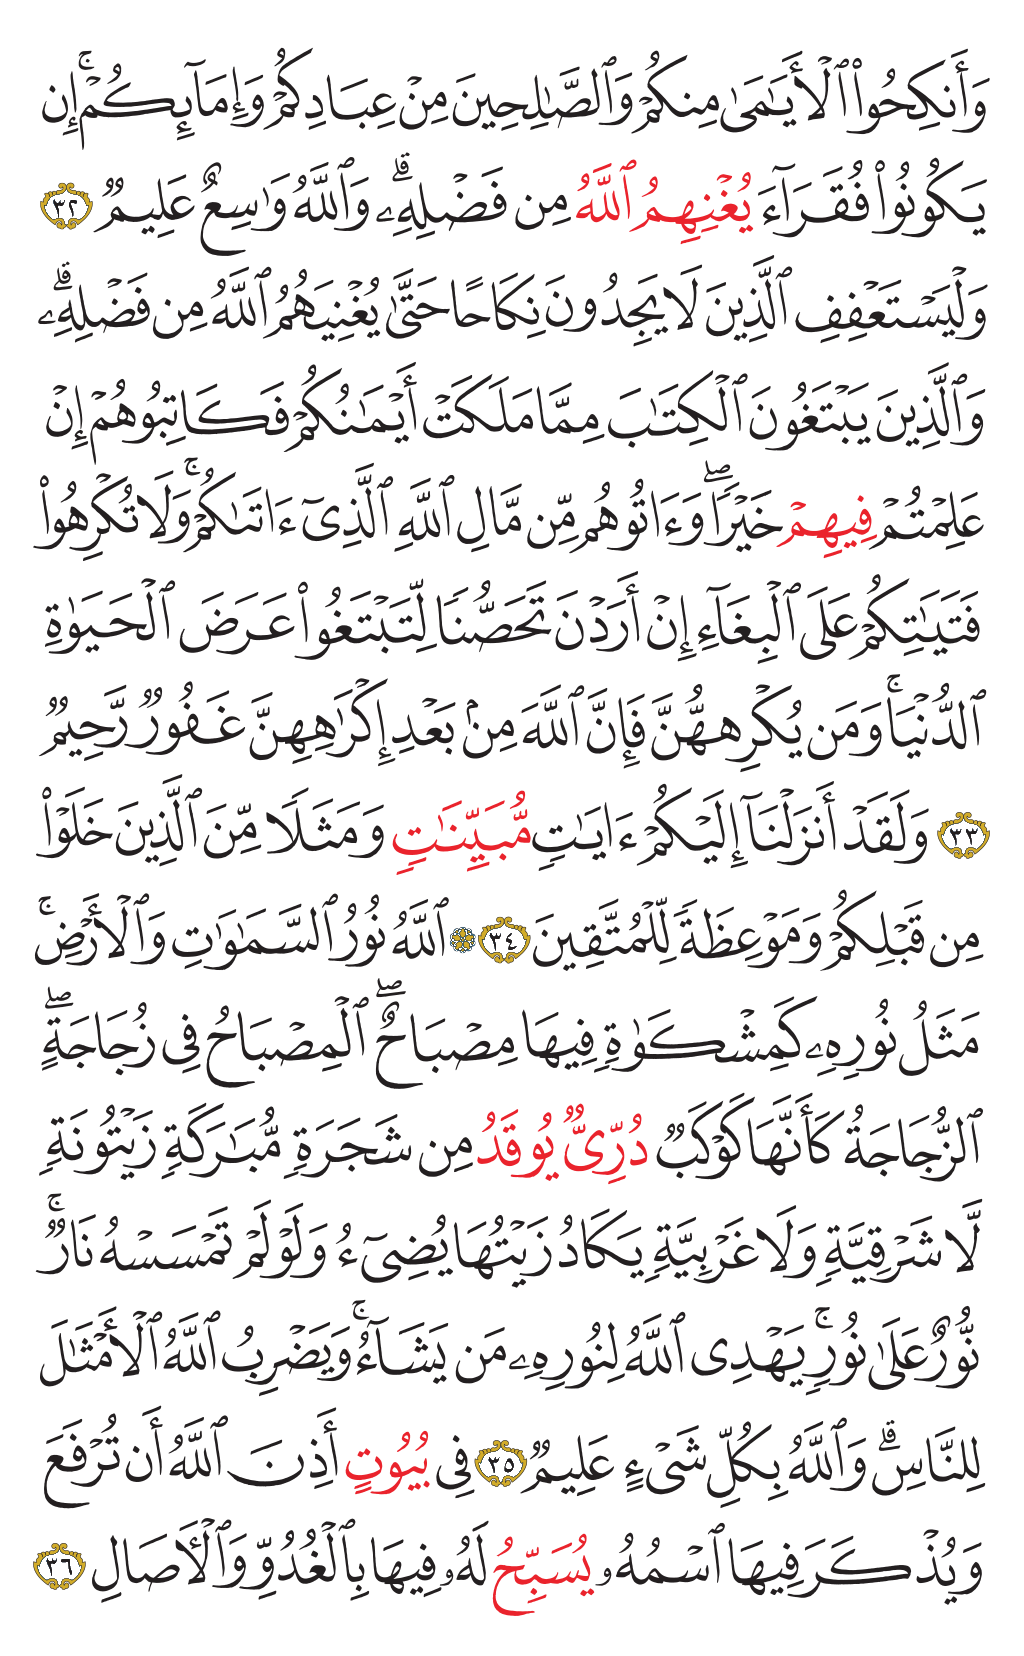 وَأَنكِحُوا۟ ٱلْأَيَـٰمَىٰ مِنكُمْ وَٱلصَّـٰلِحِينَ مِنْ عِبَادِكُمْ وَإِمَآئِكُمْ ۚ إِن
يَكُونُوا۟ فُقَرَآءَ يُغْنِهِمُ ٱللَّهُ مِن فَضْلِهِۦ ۗ وَٱللَّهُ وَٰسِعٌ عَلِيمٌ ٣٢
وَلْيَسْتَعْفِفِ ٱلَّذِينَ لَا يَجِدُونَ نِكَاحًا حَتَّىٰ يُغْنِيَهُمُ ٱللَّهُ مِن فَضْلِهِۦ ۗ
وَٱلَّذِينَ يَبْتَغُونَ ٱلْكِتَـٰبَ مِمَّا مَلَكَتْ أَيْمَـٰنُكُمْ فَكَاتِبُوهُمْ إِنْ
عَلِمْتُمْ فِيهِمْ خَيْرًا ۖ وَءَاتُوهُم مِّن مَّالِ ٱللَّهِ ٱلَّذِىٓ ءَاتَىٰكُمْ ۚ وَلَا تُكْرِهُوا۟
فَتَيَـٰتِكُمْ عَلَى ٱلْبِغَآءِ إِنْ أَرَدْنَ تَحَصُّنًا لِّتَبْتَغُوا۟ عَرَضَ ٱلْحَيَوٰةِ
ٱلدُّنْيَا ۚ وَمَن يُكْرِههُّنَّ فَإِنَّ ٱللَّهَ مِنۢ بَعْدِ إِكْرَٰهِهِنَّ غَفُورٌ رَّحِيمٌ
٣٣ وَلَقَدْ أَنزَلْنَآ إِلَيْكُمْ ءَايَـٰتٍ مُّبَيِّنَـٰتٍ وَمَثَلًا مِّنَ ٱلَّذِينَ خَلَوْا۟
مِن قَبْلِكُمْ وَمَوْعِظَةً لِّلْمُتَّقِينَ ٣٤ ۞ ٱللَّهُ نُورُ ٱلسَّمَـٰوَٰتِ وَٱلْأَرْضِ ۚ
مَثَلُ نُورِهِۦ كَمِشْكَوٰةٍ فِيهَا مِصْبَاحٌ ۖ ٱلْمِصْبَاحُ فِى زُجَاجَةٍ ۖ
ٱلزُّجَاجَةُ كَأَنَّهَا كَوْكَبٌ دُرِّىٌّ يُوقَدُ مِن شَجَرَةٍ مُّبَـٰرَكَةٍ زَيْتُونَةٍ
لَّا شَرْقِيَّةٍ وَلَا غَرْبِيَّةٍ يَكَادُ زَيْتُهَا يُضِىٓءُ وَلَوْ لَمْ تَمْسَسْهُ نَارٌ ۚ
نُّورٌ عَلَىٰ نُورٍ ۗ يَهْدِى ٱللَّهُ لِنُورِهِۦ مَن يَشَآءُ ۚ وَيَضْرِبُ ٱللَّهُ ٱلْأَمْثَـٰلَ
لِلنَّاسِ ۗ وَٱللَّهُ بِكُلِّ شَىْءٍ عَلِيمٌ ٣٥ فِى بُيُوتٍ أَذِنَ ٱللَّهُ أَن تُرْفَعَ
وَيُذْكَرَ فِيهَا ٱسْمُهُۥ يُسَبِّحُ لَهُۥ فِيهَا بِٱلْغُدُوِّ وَٱلْـَٔاصَالِ ٣٦